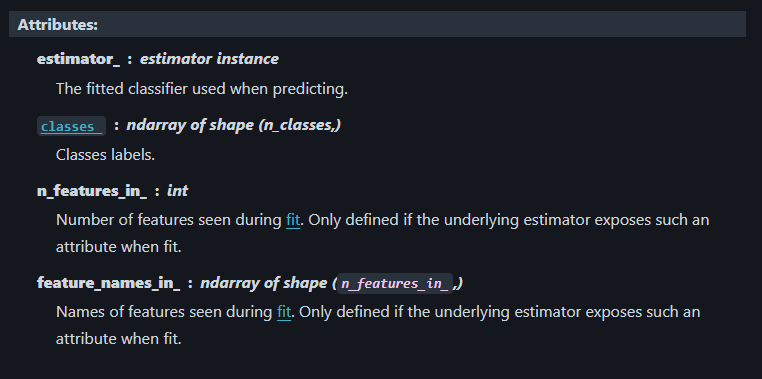 Attributes:
estimator_ : estimator instance
The fitted classifier used when predicting.
classes_ : ndarray of shape (n_classes,)
Classes labels.
n_features_in_ : int
Number of features seen during fit. Only defined if the underlying estimator exposes such an
attribute when fit.
feature_names_in_ : ndarray of shape (n_features_in_,)
Names of features seen during fit. Only defined if the underlying estimator exposes such an
attribute when fit.